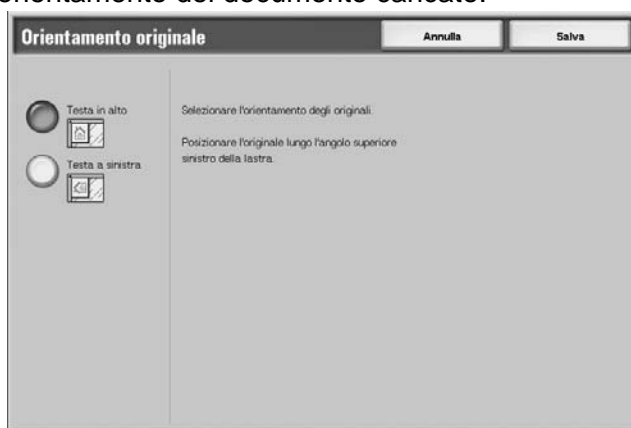 orientamento del documento caricato.
Orientamento originale
Annulla
Salva
Testa in alto
Testa a sinistra
Selezionare l'orientamento degli originali.
Posizionare l'originale lungo l'angolo superiore
sinistro della lastra.